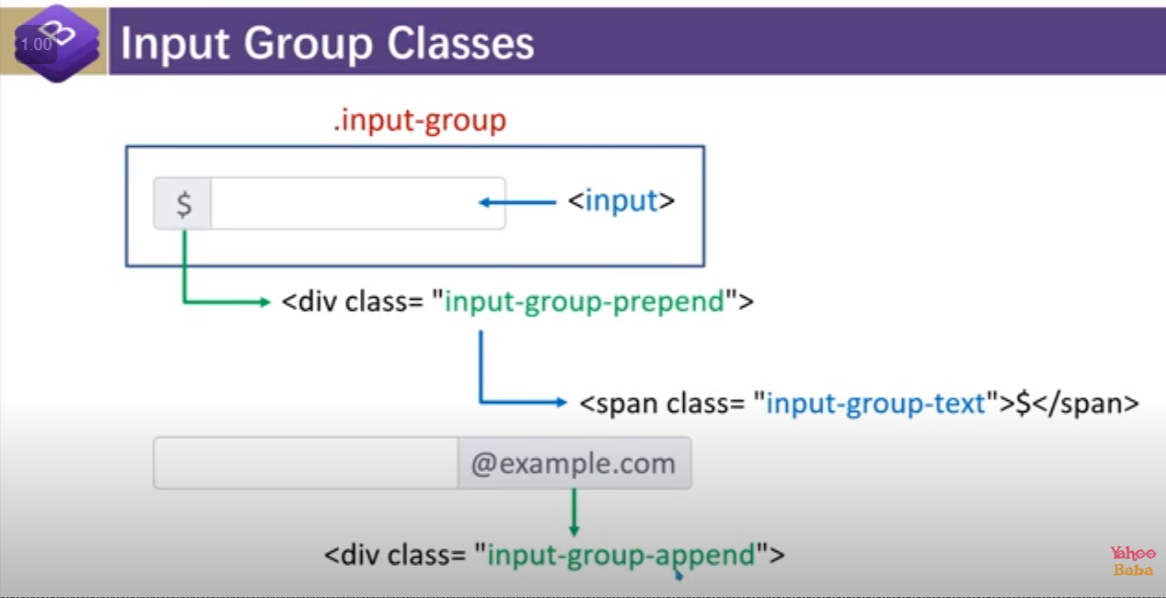 1.00
B
Input Group Classes
.input-group
$
<input>
<div class= "input-group-prepend">
<span class= "input-group-text">$</span>
@example.com
<div class= "input-group-append">
Yahoo
Baba